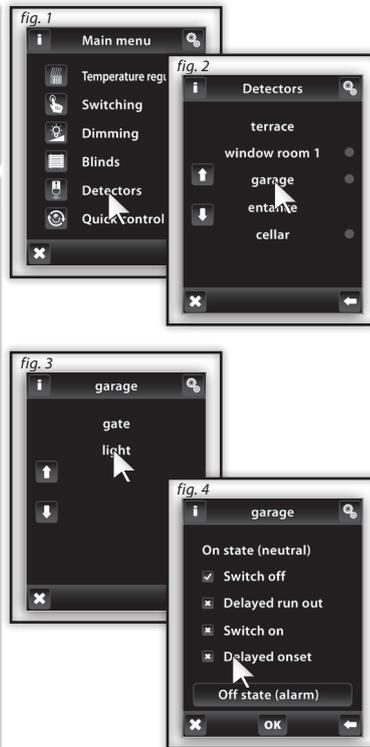 fig. 1
Main menu
Temperature regu
Switching
Dimming
Blinds
Detectors
Quick control
fig. 2
Detectors
terrace
window room 1
garage
entance
cellar
fig. 3
garage
gate
light
fig. 4
garage
On state (neutral)
Switch off
Delayed run out
Switch on
Delayed onset
Off state (alarm)
OK